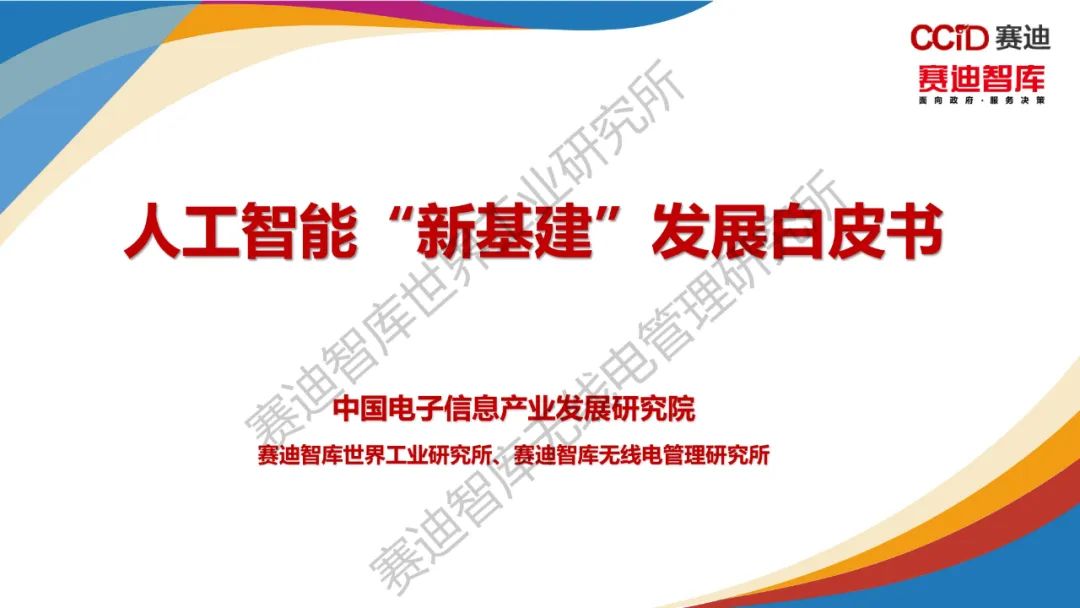 CCID 赛迪
赛迪智库
面向政府·服务决策
人工智能“新基建”发展白皮书
中国电子信息产业发展研究院
赛迪智库世界工业研究所、赛迪智库无线电管理研究所
赛迪智库世界工业研究所
赛迪智库无线电管理研究所